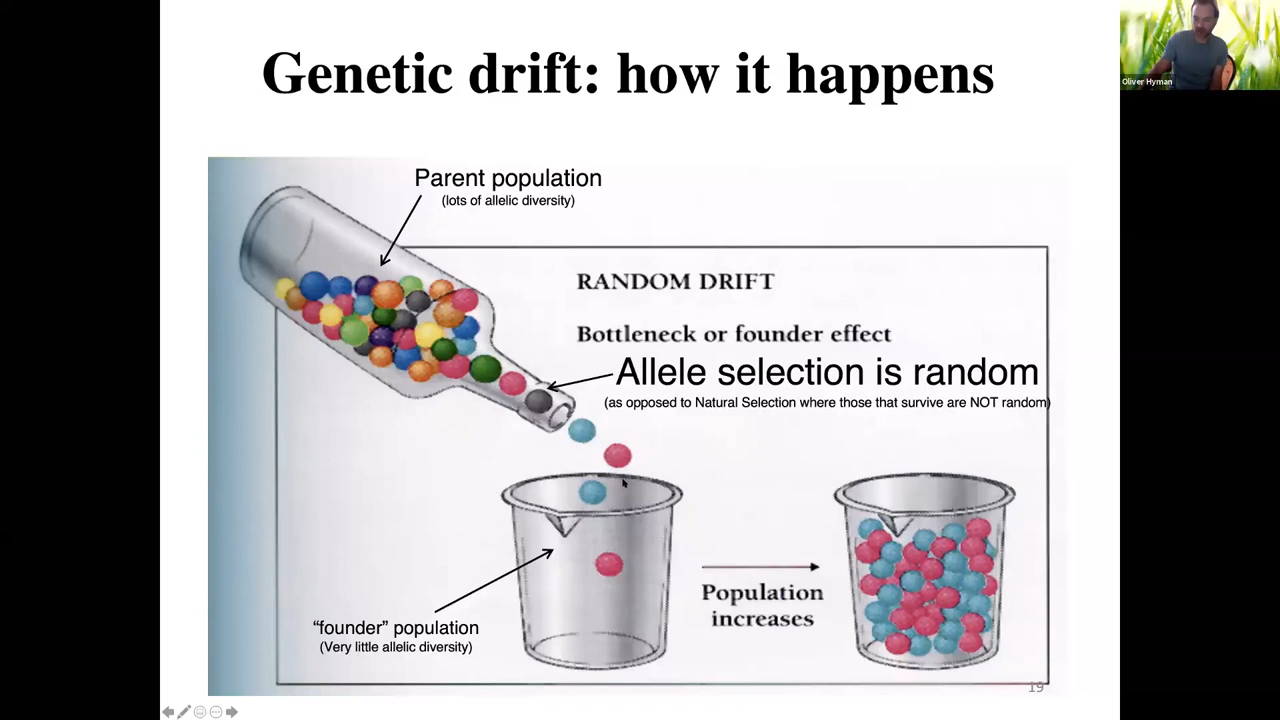 Genetic drift: how it happens
Oliver Hyman
Parent population
(lots of allelic diversity)
RANDOM DRIFT
Bottleneck or founder effect
Allele selection is random
(as opposed to Natural Selection where those that survive are NOT random)
Population
increases
“founder” population
(Very little allelic diversity)
19